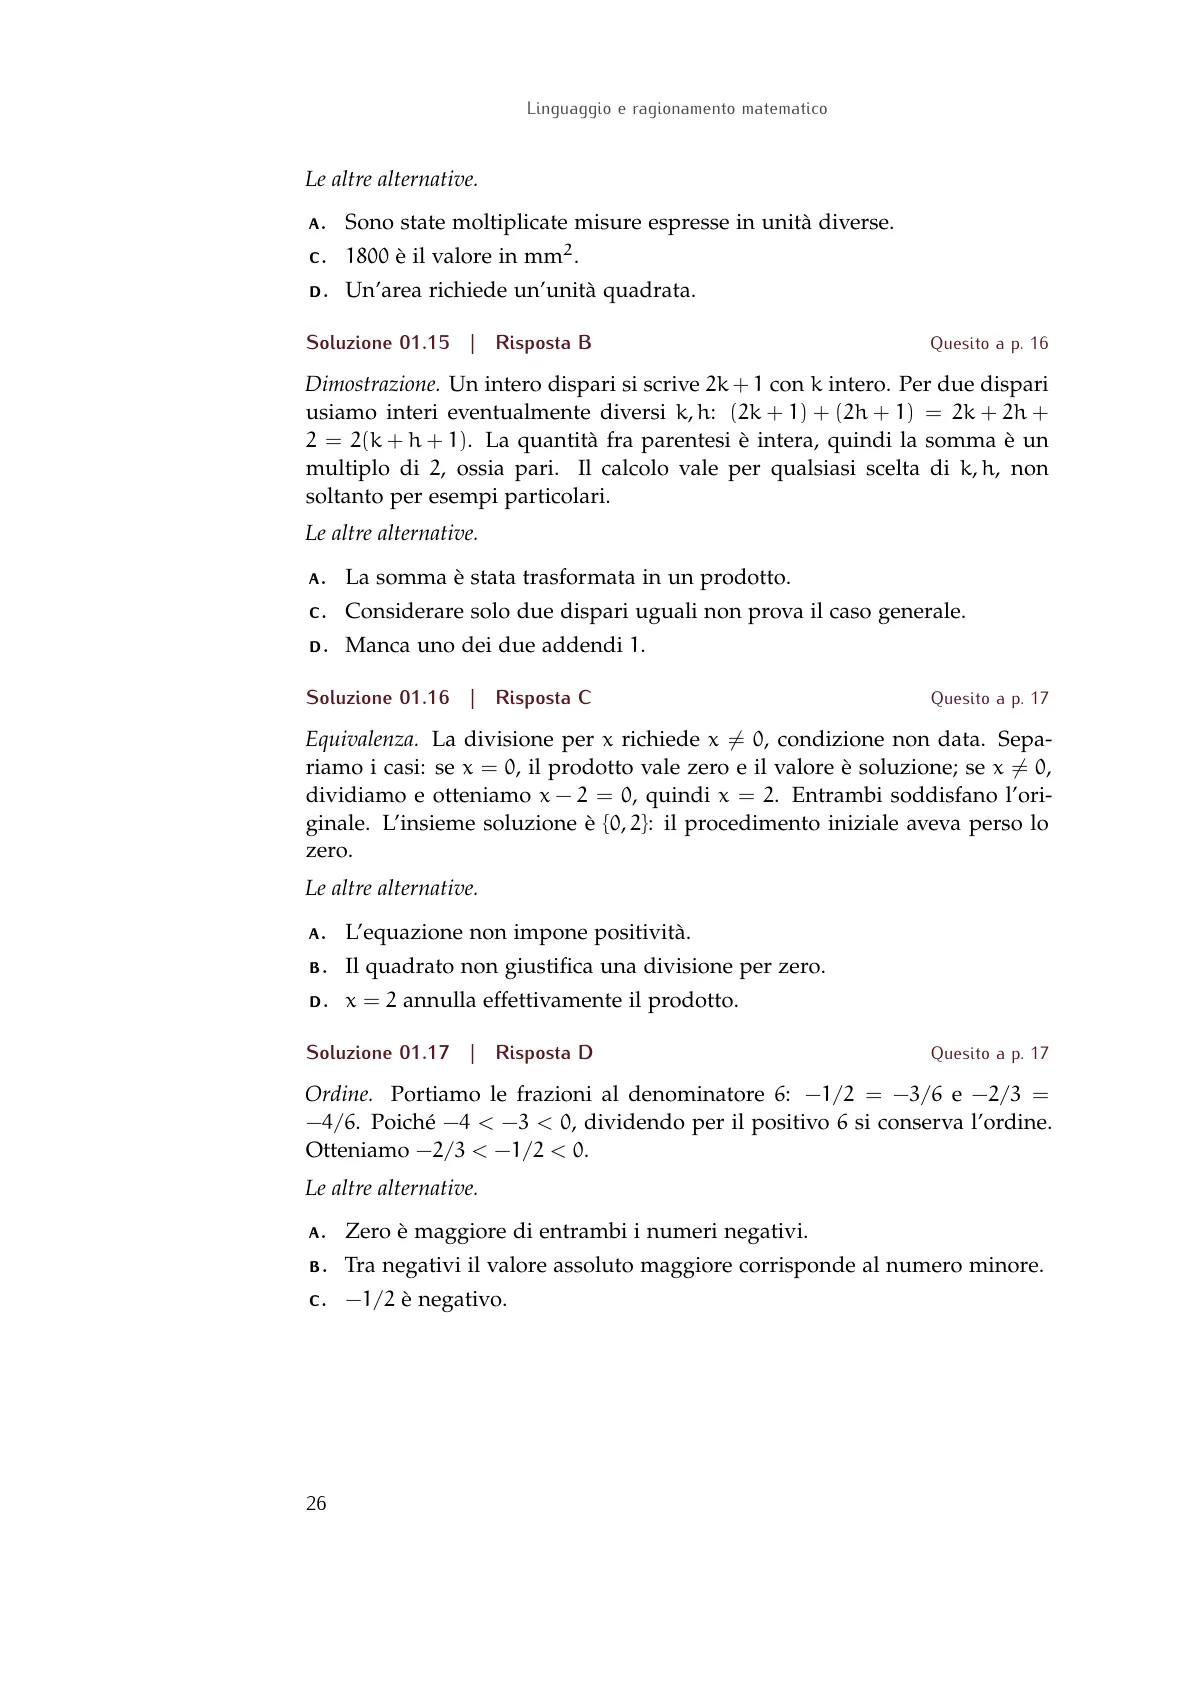 Linguaggio e ragionamento matematico
Le altre alternative.
A. Sono state moltiplicate misure espresse in unità diverse.
C. 1800 è il valore in mm².
D. Un’area richiede un’unità quadrata.
Soluzione 01.15 | Risposta B Quesito a p. 16
Dimostrazione. Un intero dispari si scrive 2k + 1 con k intero. Per due dispari
usiamo interi eventualmente diversi k, h: (2k + 1) + (2h + 1) = 2k + 2h +
2 = 2(k + h + 1). La quantità fra parentesi è intera, quindi la somma è un
multiplo di 2, ossia pari. Il calcolo vale per qualsiasi scelta di k, h, non
soltanto per esempi particolari.
Le altre alternative.
A. La somma è stata trasformata in un prodotto.
C. Considerare solo due dispari uguali non prova il caso generale.
D. Manca uno dei due addendi 1.
Soluzione 01.16 | Risposta C Quesito a p. 17
Equivalenza. La divisione per x richiede x ≠ 0, condizione non data. Sepa-
riamo i casi: se x = 0, il prodotto vale zero e il valore è soluzione; se x ≠ 0,
dividiamo e otteniamo x − 2 = 0, quindi x = 2. Entrambi soddisfano l’ori-
ginale. L’insieme soluzione è {0, 2}: il procedimento iniziale aveva perso lo
zero.
Le altre alternative.
A. L’equazione non impone positività.
B. Il quadrato non giustifica una divisione per zero.
D. x = 2 annulla effettivamente il prodotto.
Soluzione 01.17 | Risposta D Quesito a p. 17
Ordine. Portiamo le frazioni al denominatore 6: −1/2 = −3/6 e −2/3 =
−4/6. Poiché −4 < −3 < 0, dividendo per il positivo 6 si conserva l’ordine.
Otteniamo −2/3 < −1/2 < 0.
Le altre alternative.
A. Zero è maggiore di entrambi i numeri negativi.
B. Tra negativi il valore assoluto maggiore corrisponde al numero minore.
C. −1/2 è negativo.
26